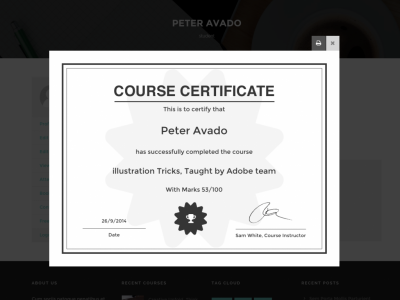 PETER AVADO
COURSE CERTIFICATE
This is to certify that
Peter Avado
has successfully completed the course
illustration Tricks, Taught by Adobe team
With Marks 53/100
26/9/2014
Date
Sam White, Course Instructor
ABOUT US
RECENT COURSES
TAG CLOUD
RECENT POSTS